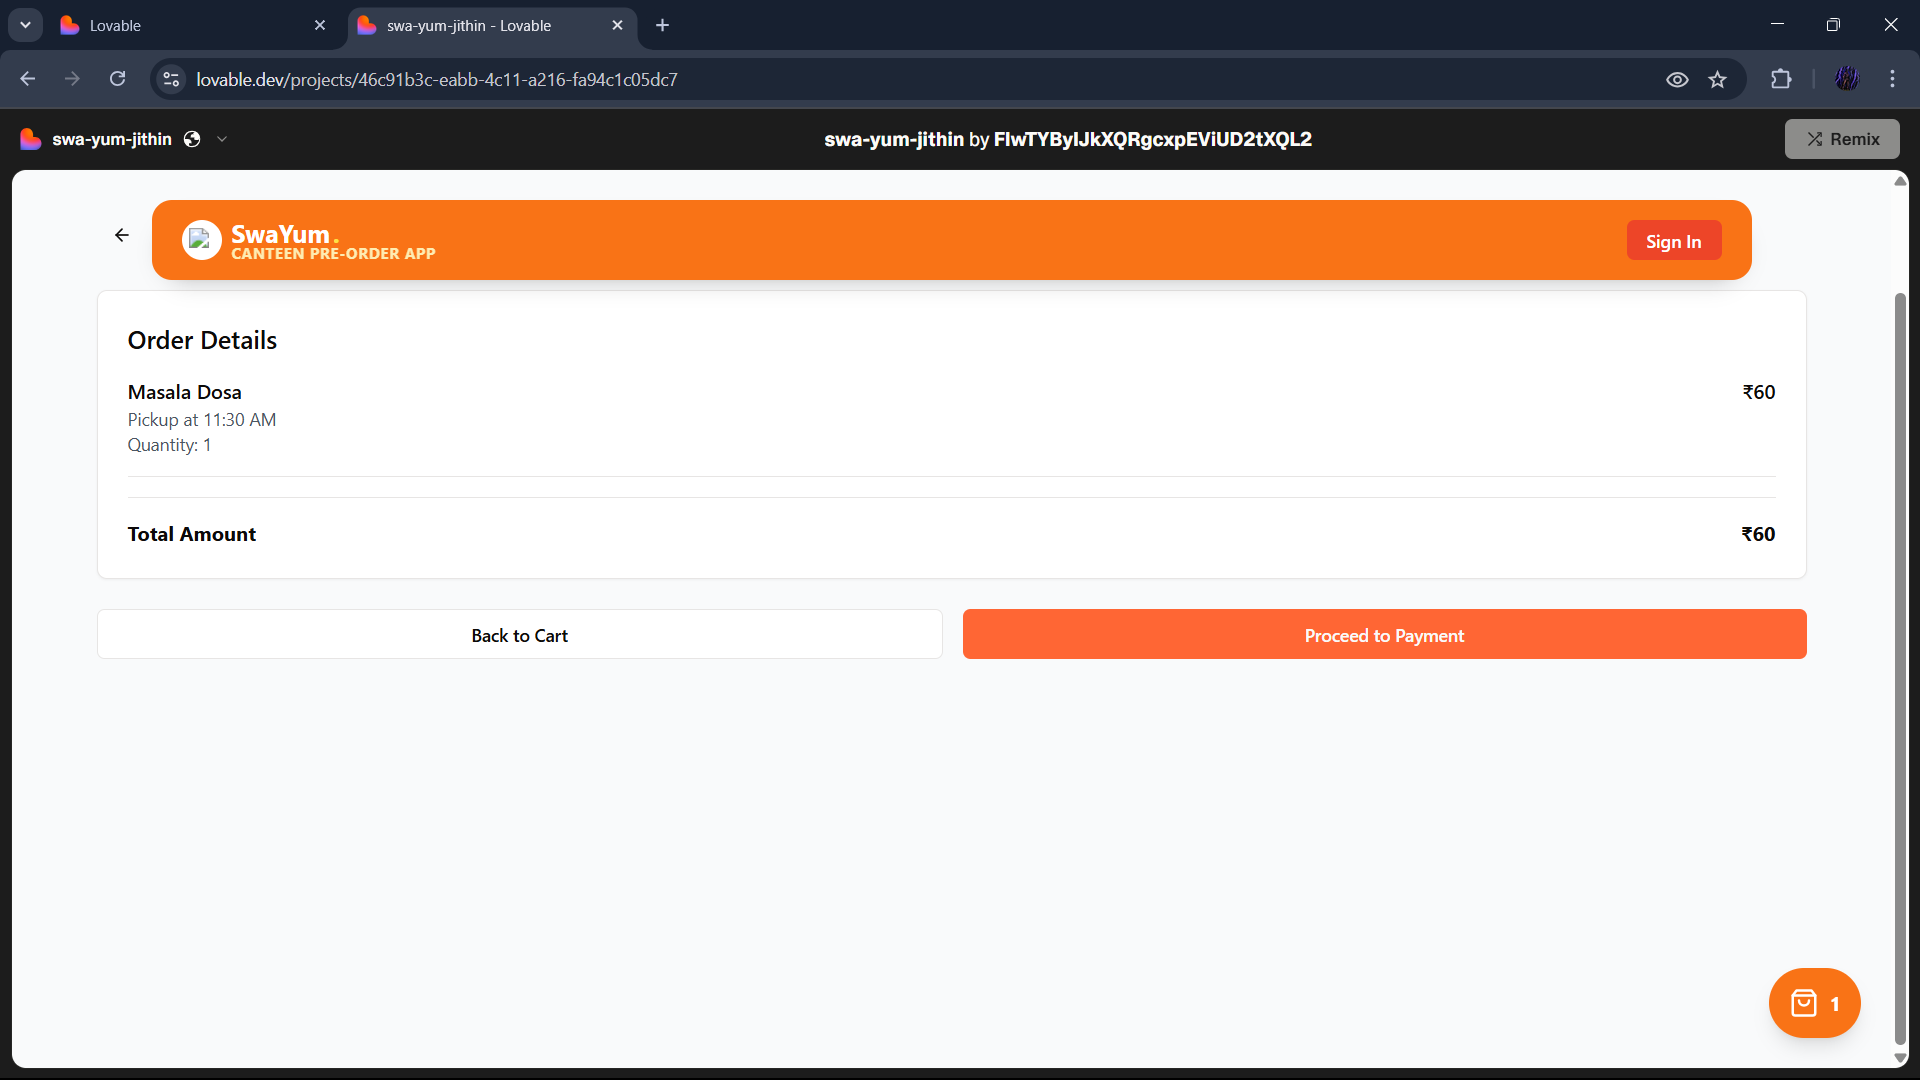 Lovable
swa-yum-jithin - Lovable
lovable.dev/projects/46c91b3c-eabb-4c11-a216-fa94c1c05dc7
swa-yum-jithin
swa-yum-jithin by FlwTYByIJkXQRgcxpEViUD2tXQL2
Remix
SwaYum.
CANTEEN PRE-ORDER APP
Sign In
Order Details
Masala Dosa ₹60
Pickup at 11:30 AM
Quantity: 1
Total Amount ₹60
Back to Cart
Proceed to Payment
1